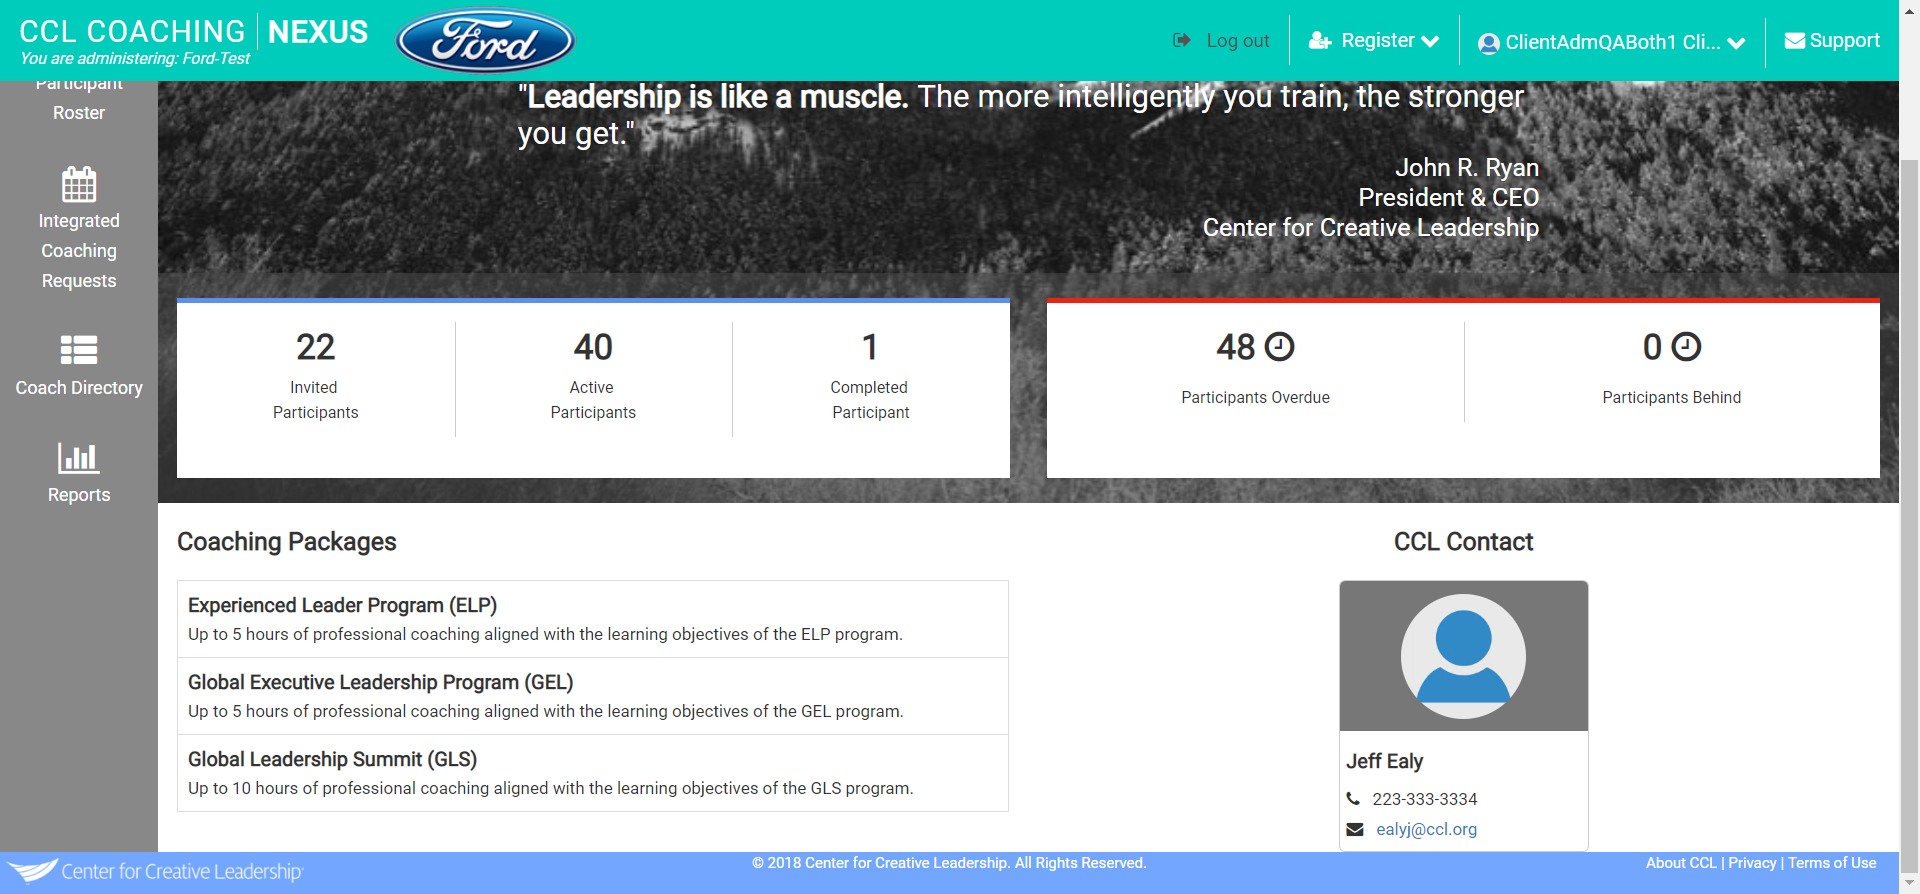 CCL COACHING NEXUS
You are administering: Ford-Test
Ford
Log out
Register
ClientAdmQABoth1 Cli...
Support
Participant
Roster
Integrated
Coaching
Requests
Coach Directory
Reports
"Leadership is like a muscle. The more intelligently you train, the stronger
you get."
John R. Ryan
President & CEO
Center for Creative Leadership
22
Invited
Participants
40
Active
Participants
1
Completed
Participant
48
Participants Overdue
0
Participants Behind
Coaching Packages
Experienced Leader Program (ELP)
Up to 5 hours of professional coaching aligned with the learning objectives of the ELP program.
Global Executive Leadership Program (GEL)
Up to 5 hours of professional coaching aligned with the learning objectives of the GEL program.
Global Leadership Summit (GLS)
Up to 10 hours of professional coaching aligned with the learning objectives of the GLS program.
CCL Contact
Jeff Ealy
223-333-3334
ealyj@ccl.org
Center for Creative Leadership
© 2018 Center for Creative Leadership. All Rights Reserved.
About CCL | Privacy | Terms of Use